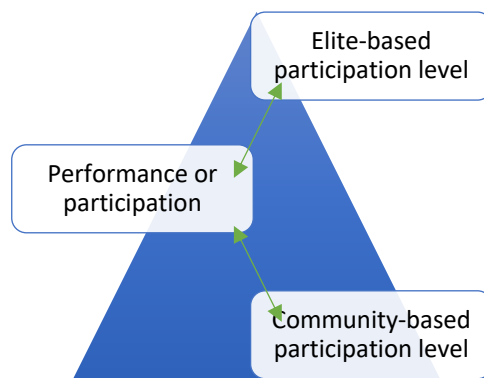 Elite-based
participation level
Performance or
participation
Community-based
participation level